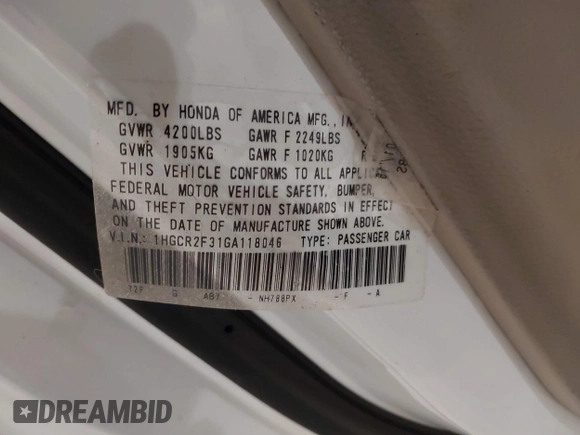 MFD. BY HONDA OF AMERICA MFG., IN
GVWR 4200LBS GAWR F 2249LBS
GVWR 1905KG GAWR F 1020KG R
THIS VEHICLE CONFORMS TO ALL APPLIC
FEDERAL MOTOR VEHICLE SAFETY, BUMPER,
AND THEFT PREVENTION STANDARDS IN EFFECT
ON THE DATE OF MANUFACTURE SHOWN ABOVE.
V.I.N.: 1HGCR2F31GA118046 TYPE: PASSENGER CAR
NH788PX - F - A
DREAMBID